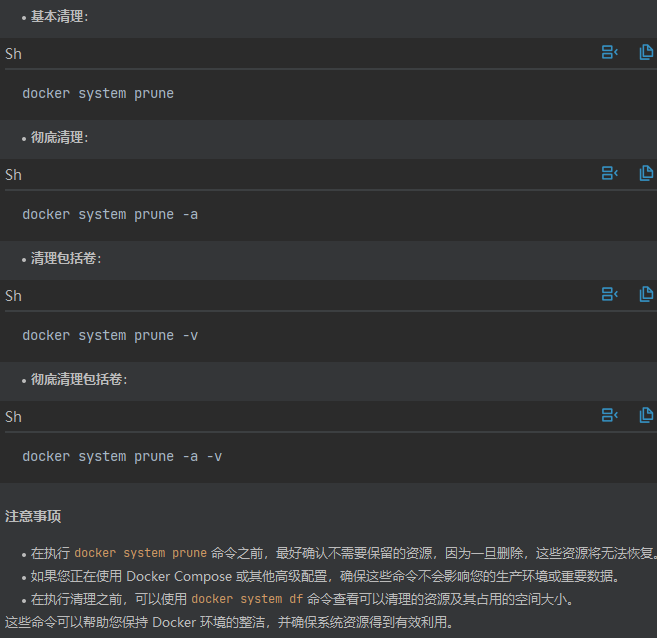 • 基本清理：
Sh
docker system prune
• 彻底清理：
Sh
docker system prune -a
• 清理包括卷：
Sh
docker system prune -v
• 彻底清理包括卷：
Sh
docker system prune -a -v
注意事项
• 在执行 docker system prune 命令之前，最好确认不需要保留的资源，因为一旦删除，这些资源将无法恢复。
• 如果您正在使用 Docker Compose 或其他高级配置，确保这些命令不会影响您的生产环境或重要数据。
• 在执行清理之前，可以使用 docker system df 命令查看可以清理的资源及其占用的空间大小。
这些命令可以帮助您保持 Docker 环境的整洁，并确保系统资源得到有效利用。